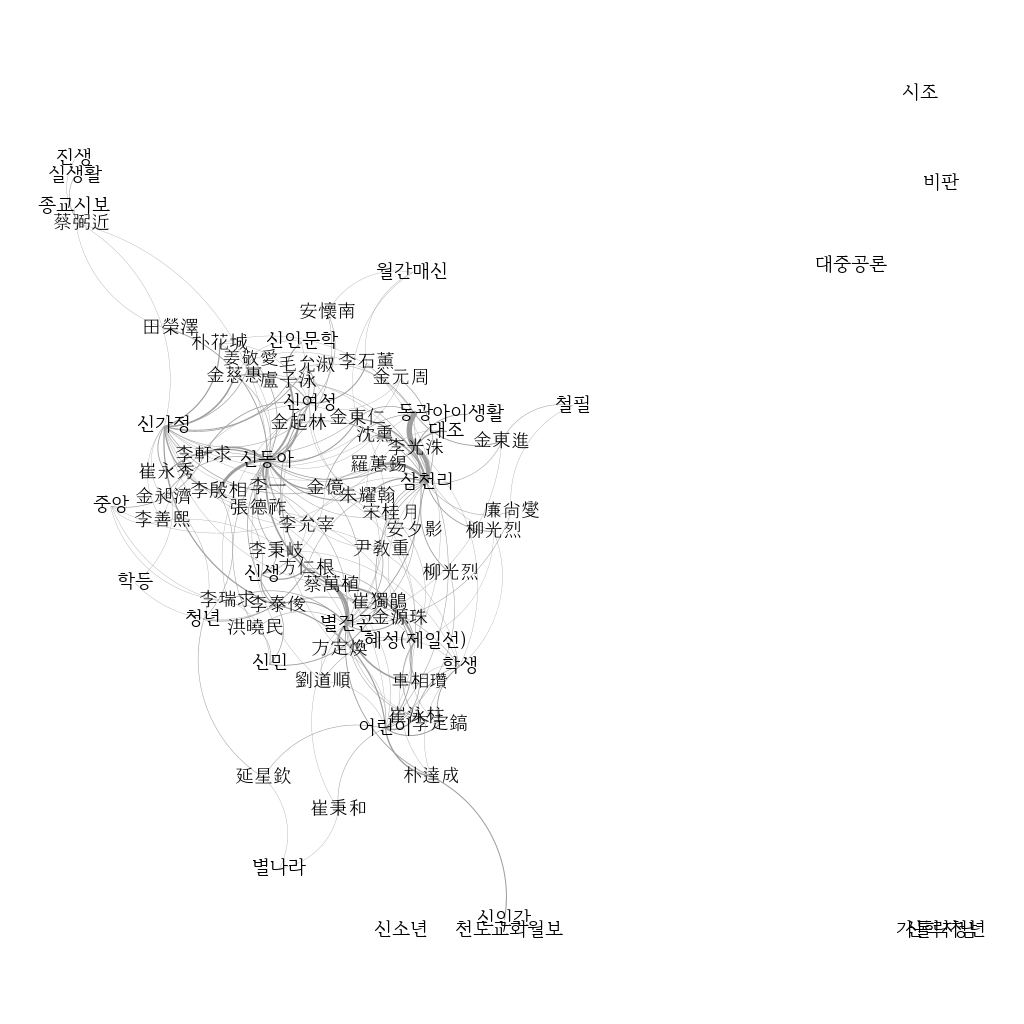 시조
진생
실생활
비판
종교시보
蔡弼近
대중공론
월간매신
安懷南
田榮澤
朴花城
신인문학
姜敬愛
毛允淑
李石薰
金慈惠
盧子泳
金元周
신여성
철필
동광
아이생활
金東仁
신가정
金起林
대조
沈熏
金東進
李光洙
李軒求
신동아
羅蕙錫
崔永秀
삼천리
李殷相
李一
金億
朱耀翰
金昶濟
중앙
張德祚
宋桂月
廉尙燮
李善熙
李允宰
安夕影
柳光烈
李秉岐
尹敎重
方仁根
신생
柳光烈
학등
蔡萬植
李瑞求
李泰俊
崔獨鵑
청년
金源珠
洪曉民
별건곤
혜성(제일선)
方定煥
신민
학생
劉道順
車相瓚
崔泳柱
李定鎬
어린이
延星欽
朴達成
崔秉和
별나라
신인간
신소년
천도교회월보